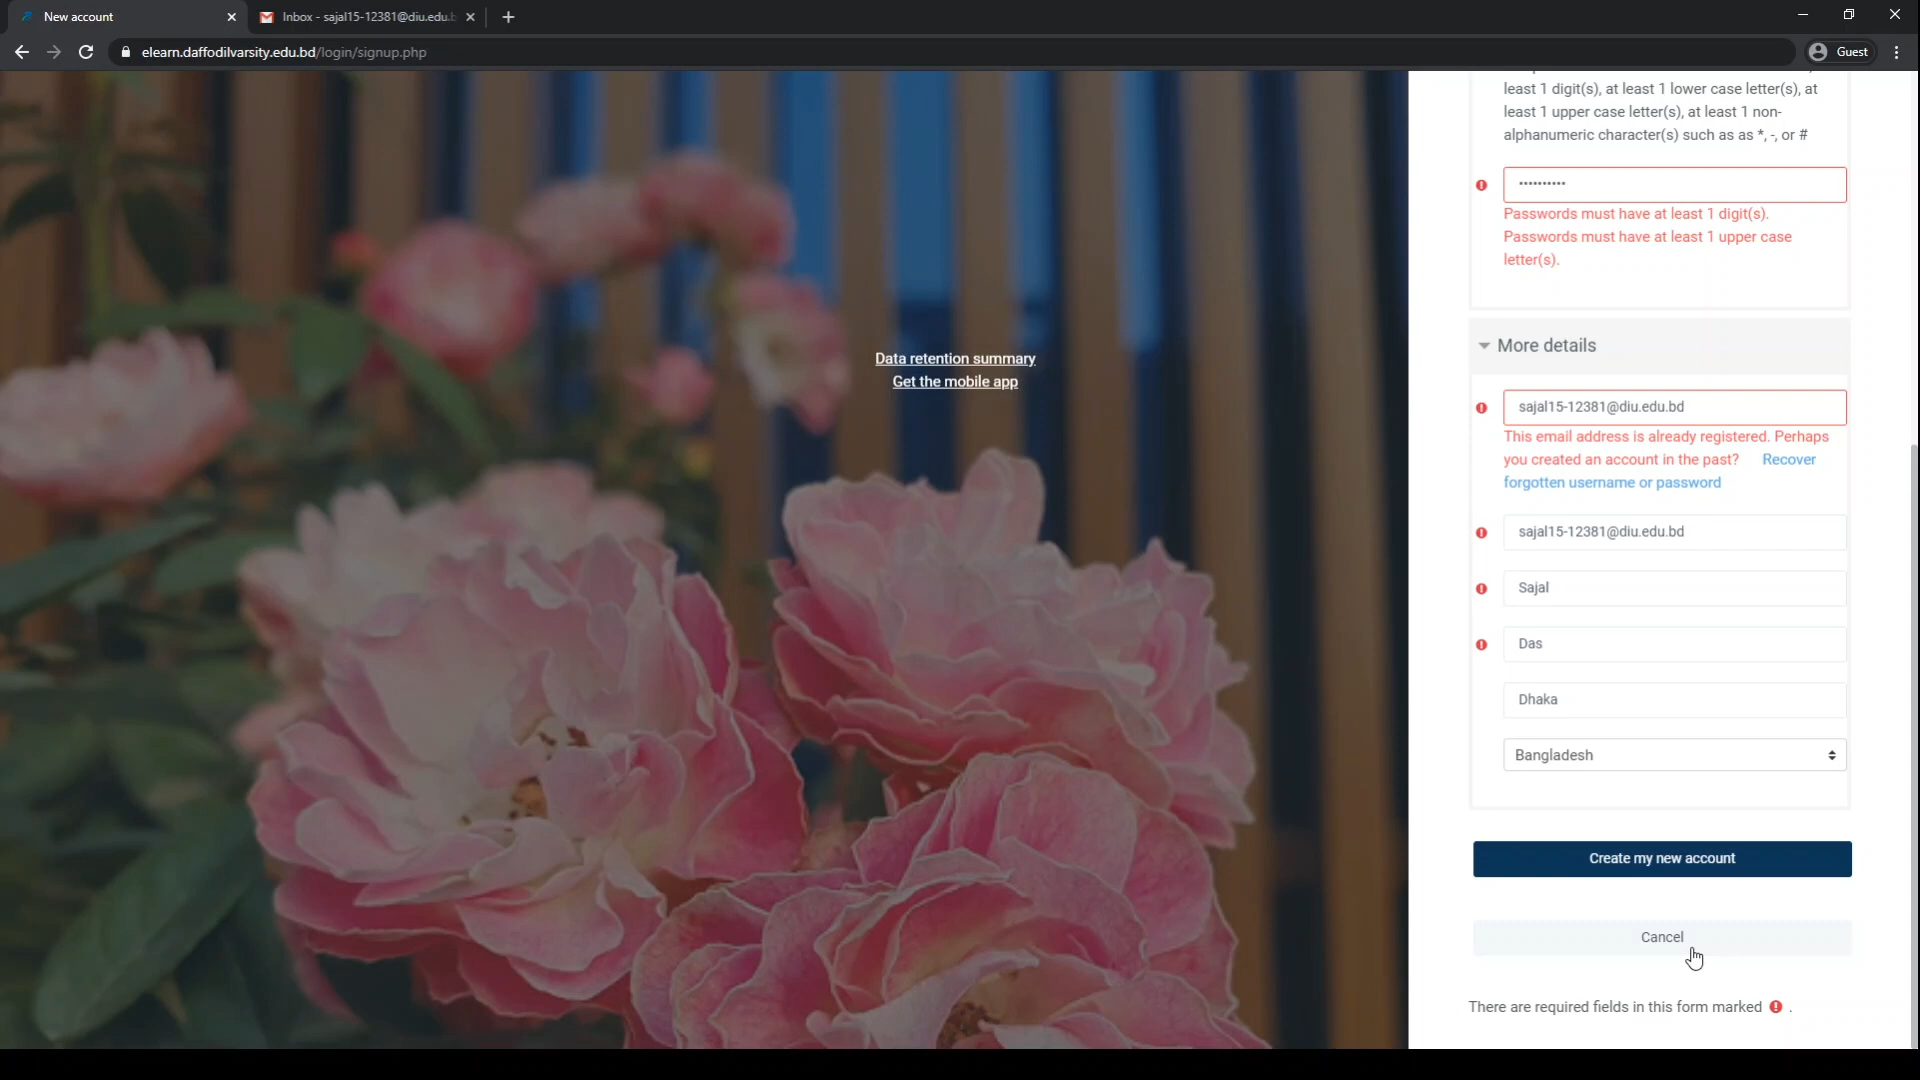 New account
Inbox - sajal15-12381@diu.edu.b
elearn.daffodilvarsity.edu.bd/login/signup.php
Guest
least 1 digit(s), at least 1 lower case letter(s), at
least 1 upper case letter(s), at least 1 non-
alphanumeric character(s) such as as *, -, or #
••••••••••
Passwords must have at least 1 digit(s).
Passwords must have at least 1 upper case
letter(s).
Data retention summary
Get the mobile app
More details
sajal15-12381@diu.edu.bd
This email address is already registered. Perhaps
you created an account in the past? Recover
forgotten username or password
sajal15-12381@diu.edu.bd
Sajal
Das
Dhaka
Bangladesh
Create my new account
Cancel
There are required fields in this form marked .